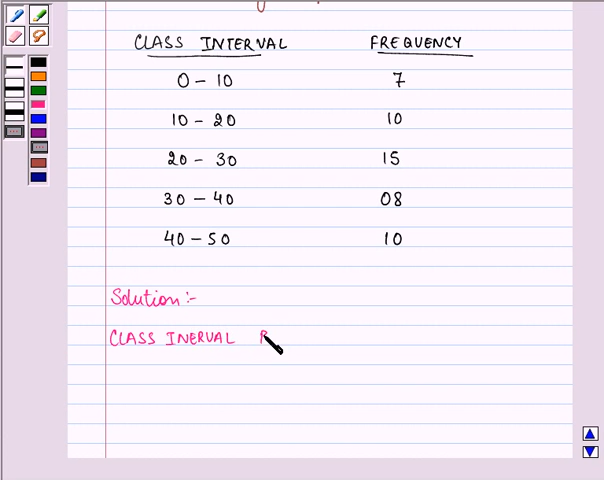 CLASS INTERVAL FREQUENCY
0 - 10 7
10 - 20 10
20 - 30 15
30 - 40 08
40 - 50 10
Solution :-
CLASS INERVAL